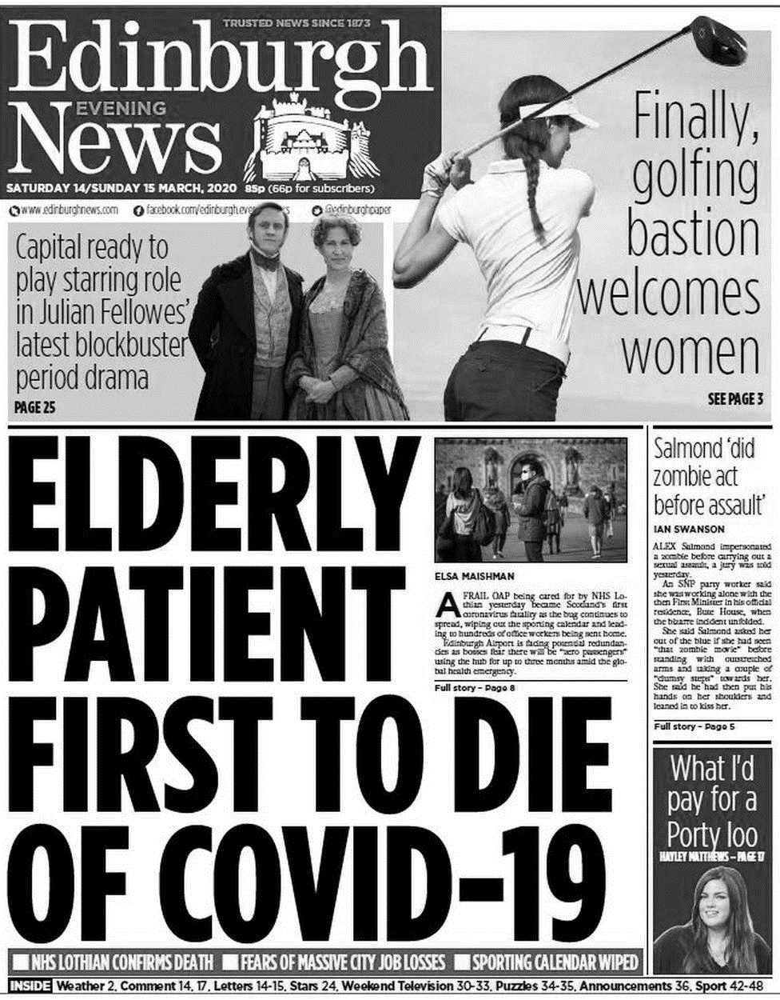 TRUSTED NEWS SINCE 1873
Edinburgh
EVENING
News
SATURDAY 14/SUNDAY 15 MARCH, 2020 85p (66p for subscribers)
www.edinburghnews.com
@edinburghpaper
Capital ready to
play starring role
in Julian Fellowes'
latest blockbuster
period drama
PAGE 25
Finally,
golfing
bastion
welcomes
women
SEE PAGE 3
ELDERLY
PATIENT
FIRST TO DIE
OF COVID-19
ELSA MAISHMAN
A FRAIL OAP being cared for by NHS Lo-
thian yesterday became Scotland's first
coronavirus fatality as the bug continues to
spread, wiping out the sporting calendar and lead-
ing to hundreds of office workers being sent home.
Edinburgh Airport is facing potential redundan-
cies as bosses fear there will be "zero passengers"
using the hub for up to three months amid the glo-
bal health emergency.
Full story – Page 8
NHS LOTHIAN CONFIRMS DEATH
FEARS OF MASSIVE CITY JOB LOSSES
SPORTING CALENDAR WIPED
Salmond 'did
zombie act
before assault'
IAN SWANSON
ALEX Salmond impersonated
a zombie before carrying out a
sexual assault, a jury was told
yesterday.
An SNP party worker said
she was working alone with the
then First Minister in his official
residence, Bute House, when
the bizarre incident unfolded.
She said Salmond asked her
out of the blue if she had seen
"that zombie movie" before
standing with outstretched
arms and taking a couple of
"clumsy steps" towards her.
She said he had then put his
hands on her shoulders and
leaned in to kiss her.
Full story – Page 5
What I'd
pay for a
Porty loo
HAYLEY MATTHEWS – PAGE 17
INSIDE Weather 2, Comment 14, 17, Letters 14-15, Stars 24, Weekend Television 30-33, Puzzles 34-35, Announcements 36, Sport 42-48